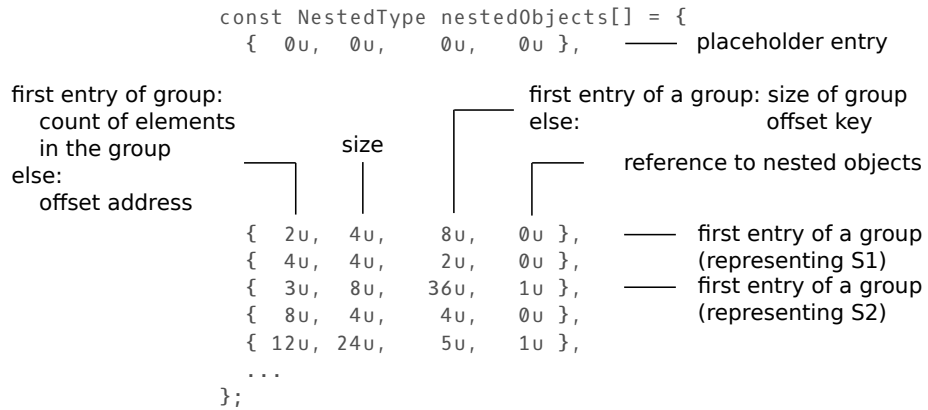 const NestedType nestedObjects[] = {
{ 0u, 0u, 0u, 0u }, placeholder entry
first entry of group:
count of elements
in the group
else:
offset address
size
first entry of a group: size of group
else: offset key
reference to nested objects
{ 2u, 4u, 8u, 0u }, first entry of a group
(representing S1)
{ 4u, 4u, 2u, 0u },
{ 3u, 8u, 36u, 1u }, first entry of a group
(representing S2)
{ 8u, 4u, 4u, 0u },
{ 12u, 24u, 5u, 1u },
...
};